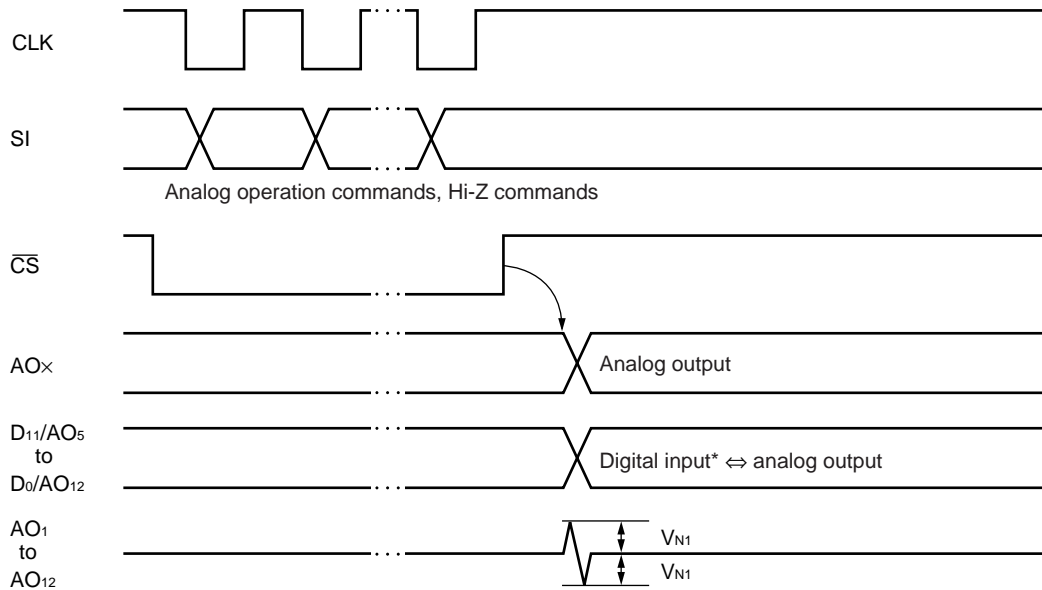 CLK
SI
Analog operation commands, Hi-Z commands
CS
AO×
Analog output
D11/AO5
to
D0/AO12
Digital input* ⇔ analog output
AO1
to
AO12
VN1
VN1